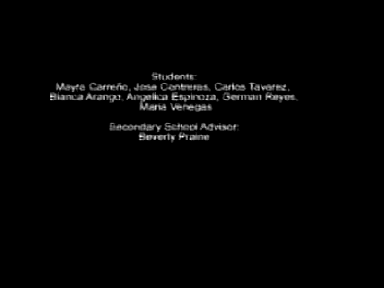 Students:
Mayra Carreño, Jose Contreras, Carlos Tavarez,
Bianca Arango, Angelica Espinoza, German Reyes,
Maria Venegas
Secondary School Advisor:
Beverly Prairie